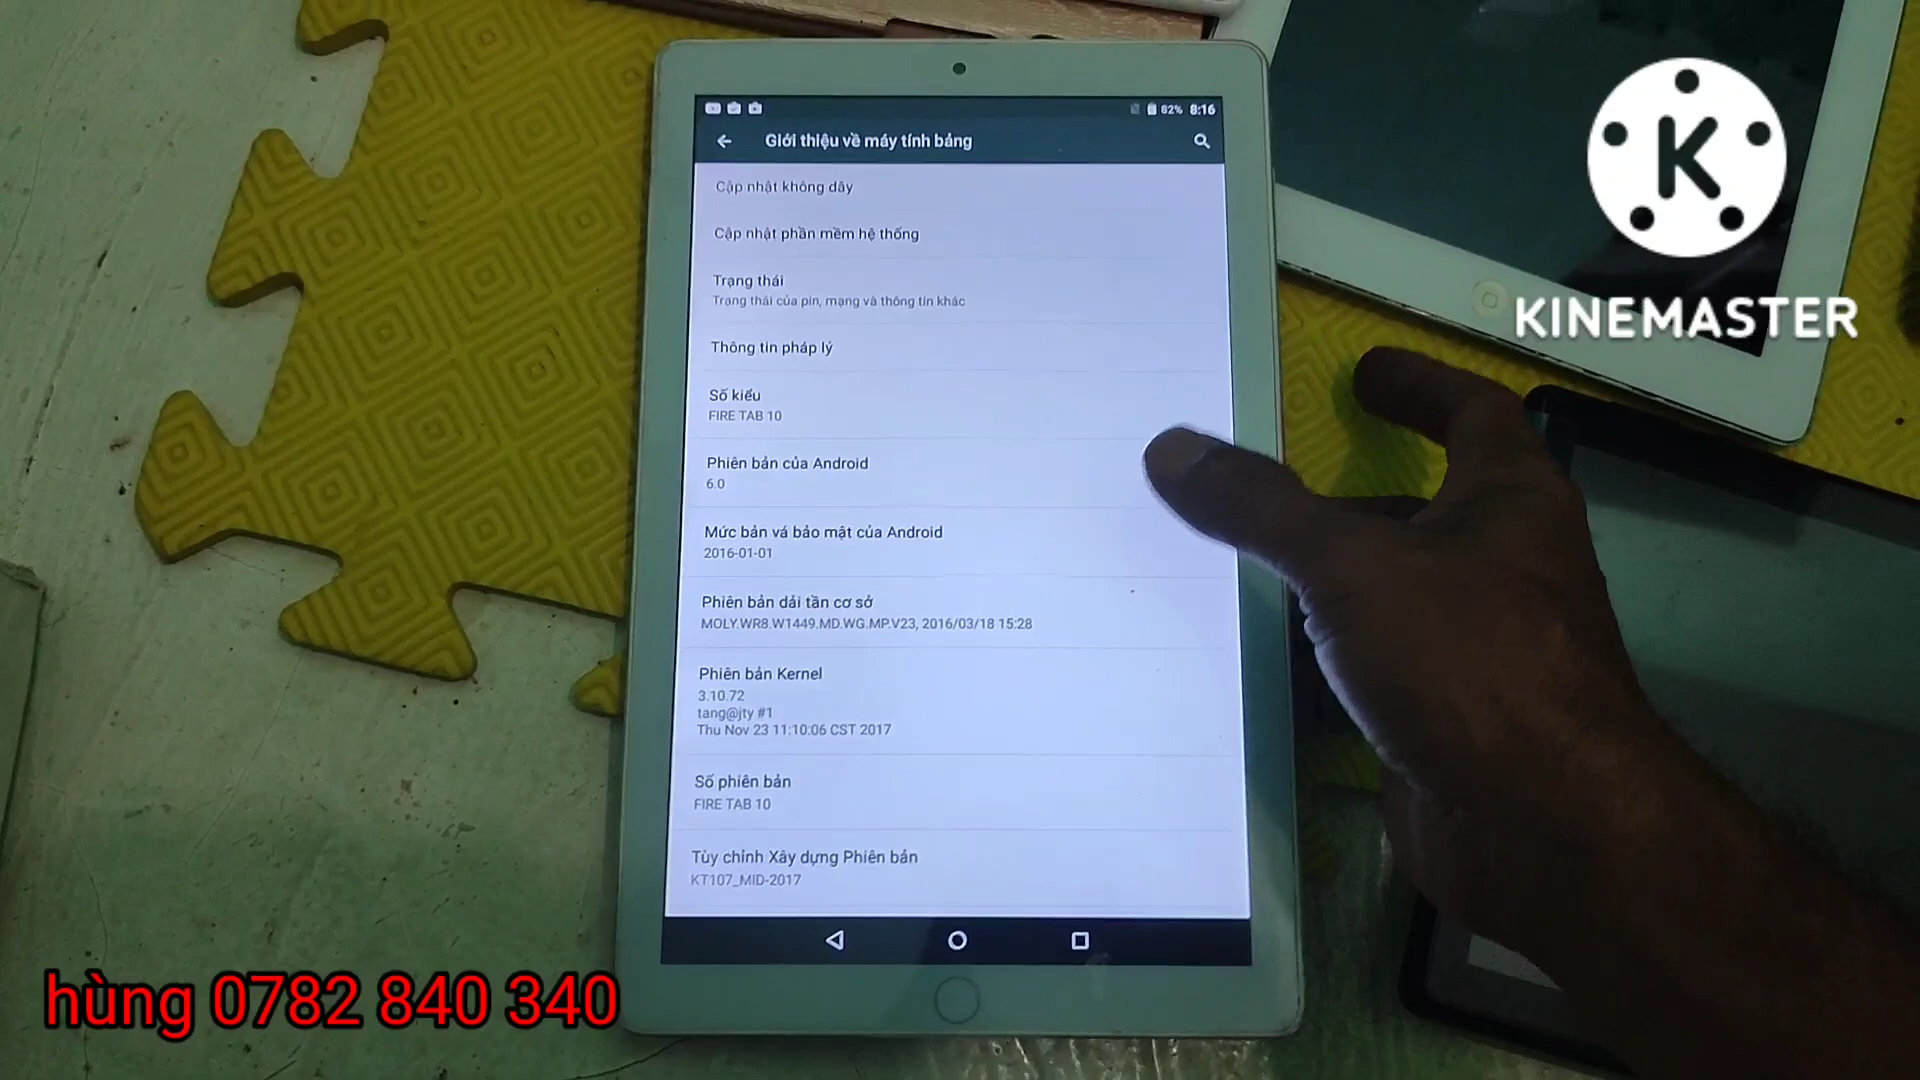 82% 8:16
Giới thiệu về máy tính bảng
Cập nhật không dây
Cập nhật phần mềm hệ thống
Trạng thái
Trạng thái của pin, mạng và thông tin khác
Thông tin pháp lý
Số kiểu
FIRE TAB 10
Phiên bản của Android
6.0
Mức bản vá bảo mật của Android
2016-01-01
Phiên bản dải tần cơ sở
MOLY.WR8.W1449.MD.WG.MP.V23, 2016/03/18 15:28
Phiên bản Kernel
3.10.72
tang@jty #1
Thu Nov 23 11:10:06 CST 2017
Số phiên bản
FIRE TAB 10
Tùy chỉnh Xây dựng Phiên bản
KT107_MID-2017
K
KINEMASTER
hùng 0782 840 340